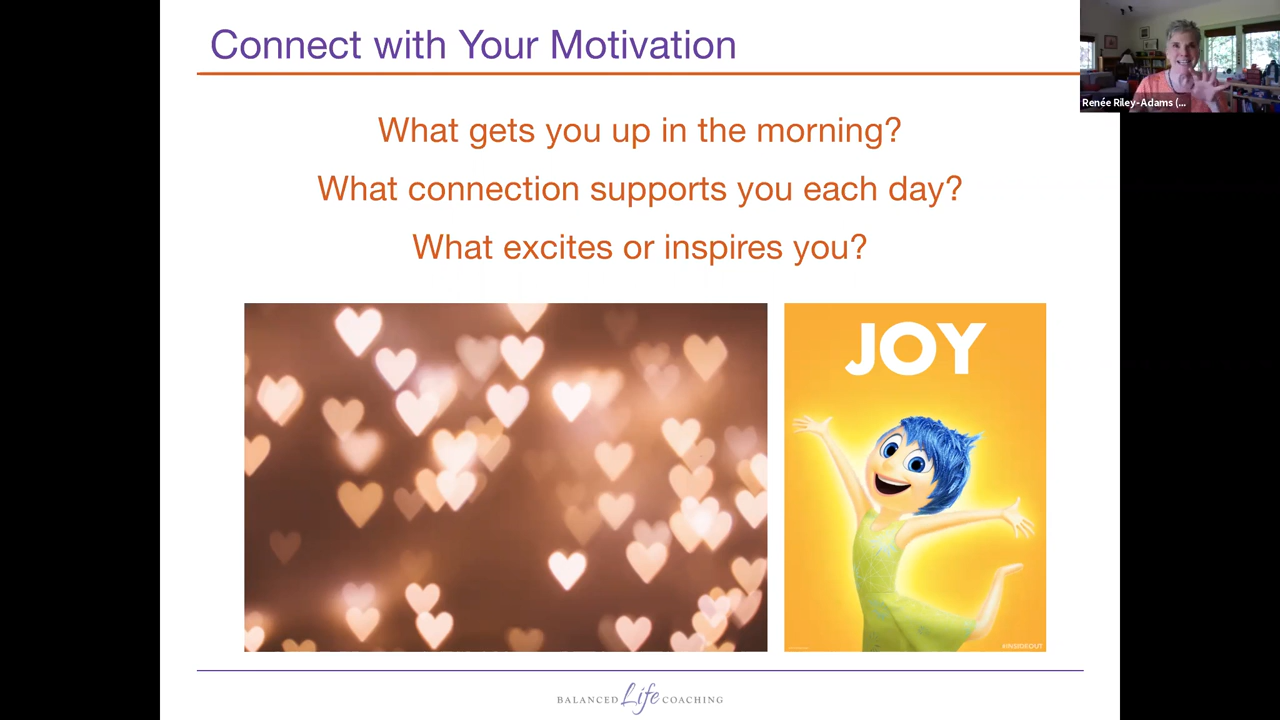 Connect with Your Motivation
Renée Riley-Adams (...
What gets you up in the morning?
What connection supports you each day?
What excites or inspires you?
JOY
#INSIDEOUT
BALANCED Life COACHING